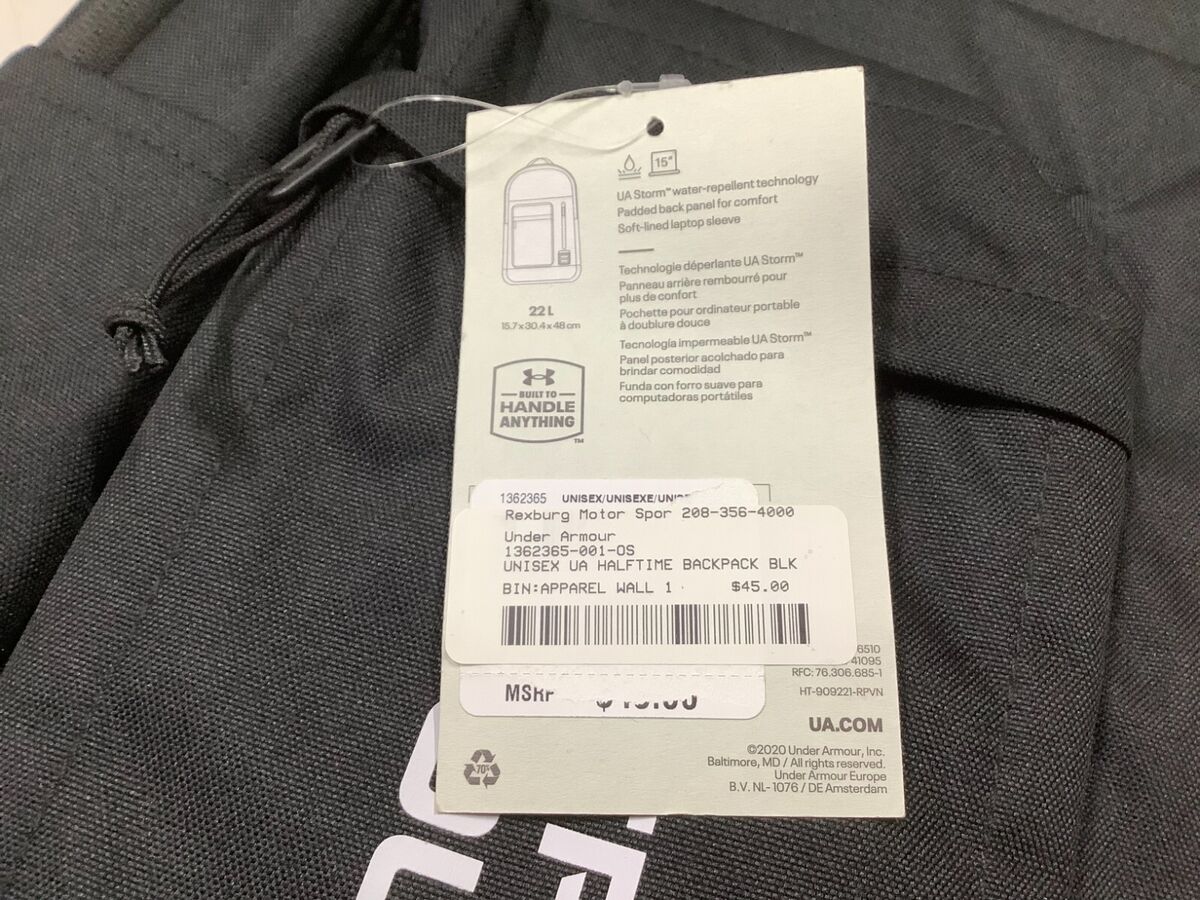 15"
UA Storm™ water-repellent technology
Padded back panel for comfort
Soft-lined laptop sleeve
Technologie déperlante UA Storm™
Panneau arrière rembourré pour
plus de confort
Pochette pour ordinateur portable
à doublure douce
Tecnología impermeable UA Storm™
Panel posterior acolchado para
brindar comodidad
Funda con forro suave para
computadoras portátiles
22 L
15.7 x 30.4 x 48 cm
BUILT TO
HANDLE
ANYTHING
TM
1362365 UNISEX/UNISEXE/
Rexburg Motor Spor 208-356-4000
Under Armour
1362365-001-OS
UNISEX UA HALFTIME BACKPACK BLK
BIN:APPAREL WALL 1 $45.00
6510
41095
RFC: 76.306.685-1
HT-909221-RPVN
MSRP
UA.COM
©2020 Under Armour, Inc.
Baltimore, MD / All rights reserved.
Under Armour Europe
B.V. NL- 1076 / DE Amsterdam
70%